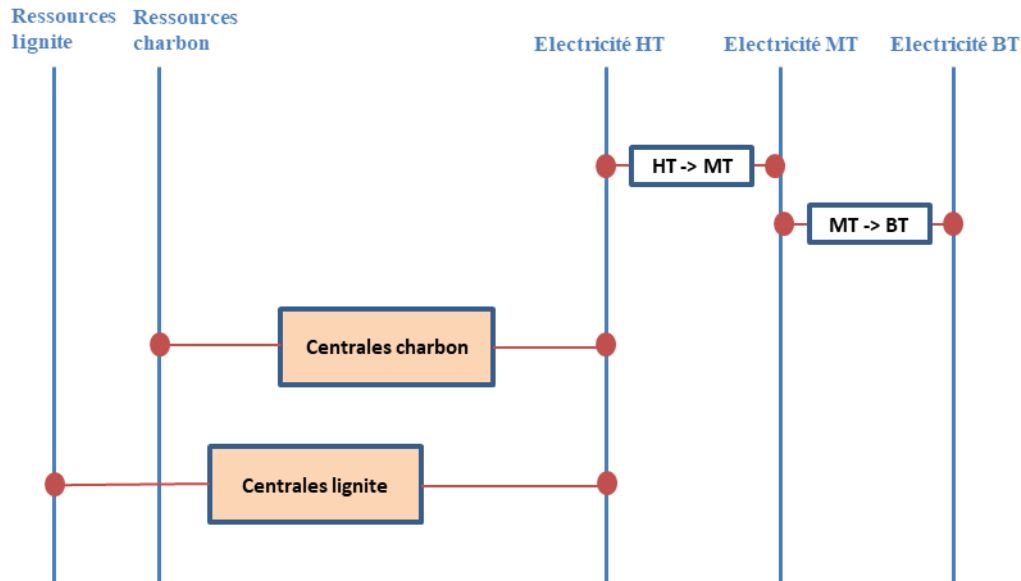 Ressources
lignite
Ressources
charbon
Electricité HT
Electricité MT
Electricité BT
HT -> MT
MT -> BT
Centrales charbon
Centrales lignite